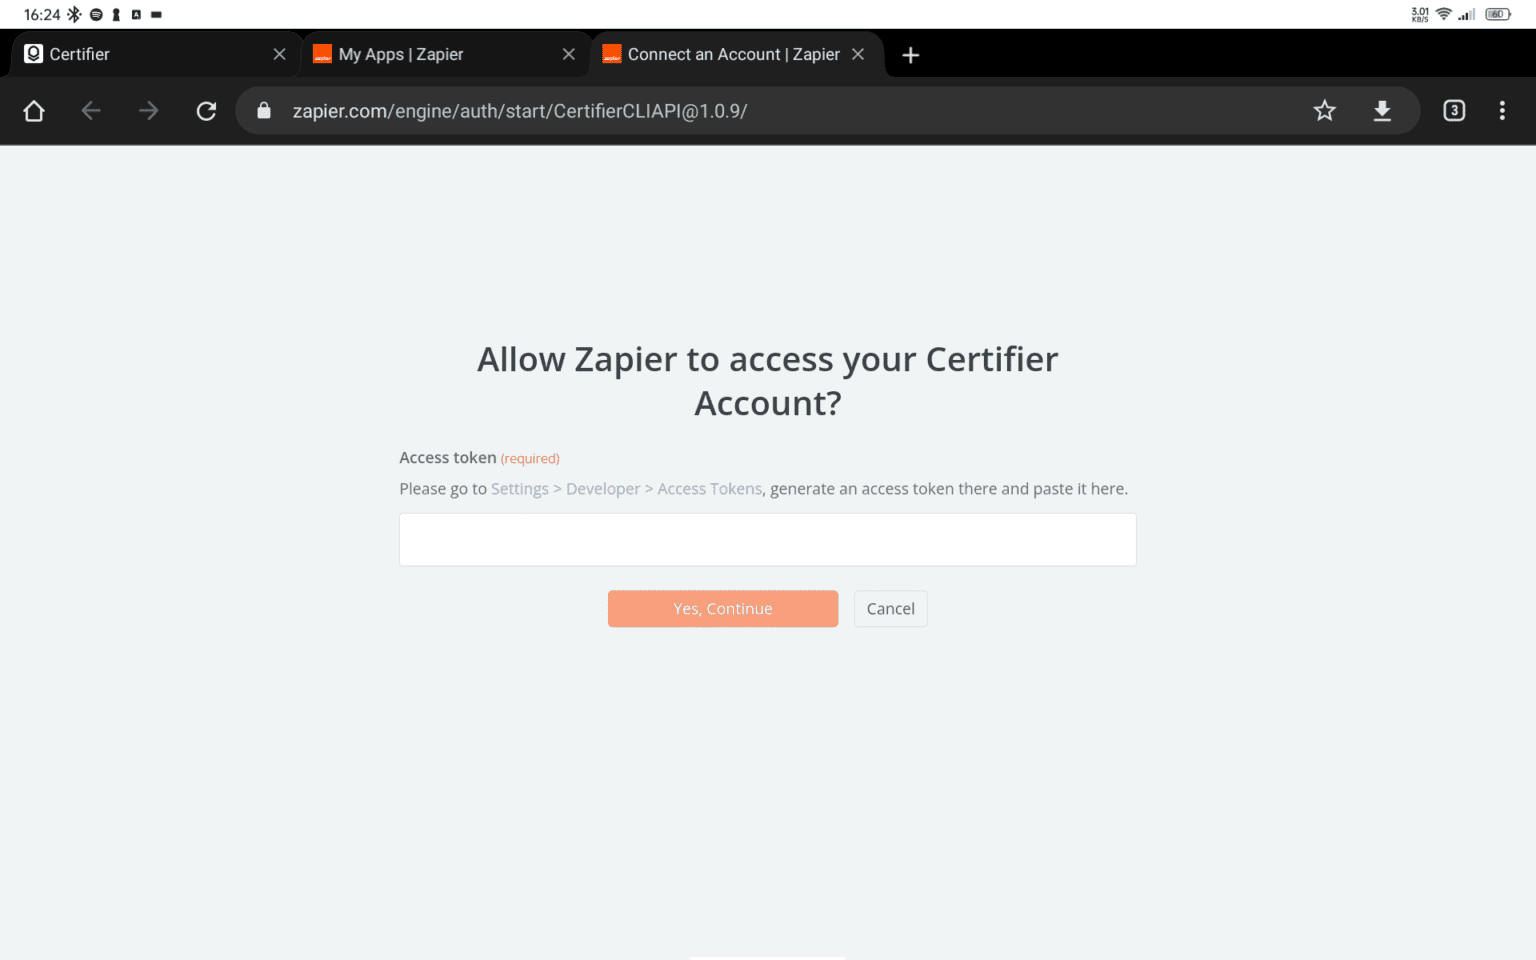 16:24
3.01
KB/S
60
Certifier
My Apps | Zapier
Connect an Account | Zapier
zapier.com/engine/auth/start/CertifierCLIAPI@1.0.9/
3
Allow Zapier to access your Certifier
Account?
Access token (required)
Please go to Settings > Developer > Access Tokens, generate an access token there and paste it here.
Yes, Continue
Cancel